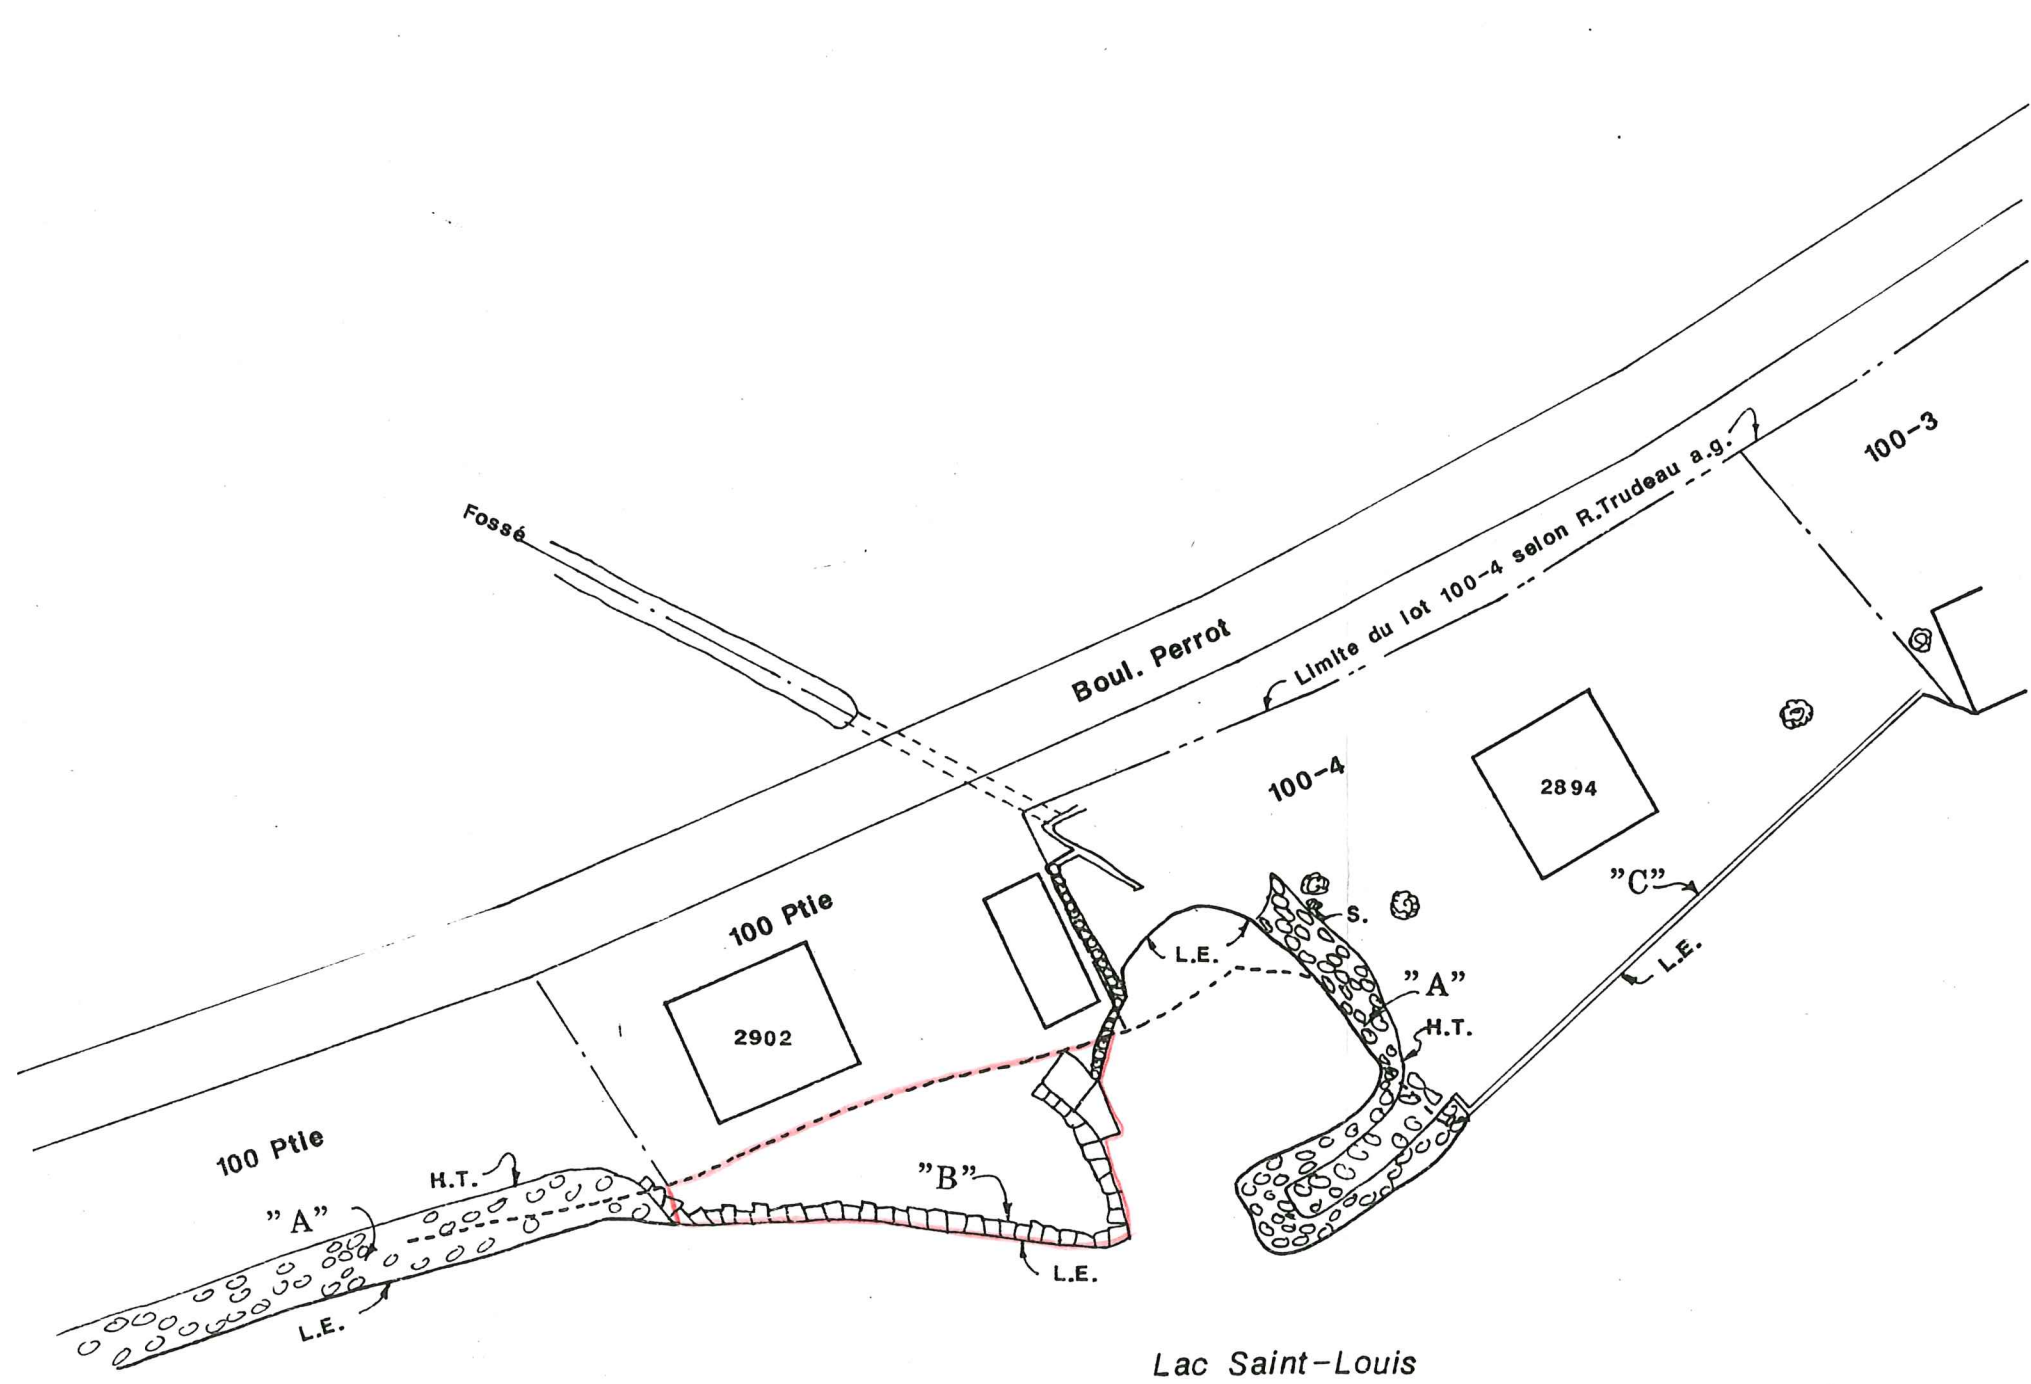 100-3
Limite du lot 100-4 selon R.Trudeau a.g.
Fossé
Boul. Perrot
100-4
2894
"C"
100 Ptie
S.
L.E.
L.E.
"A"
2902
H.T.
100 Ptie
H.T.
"B"
"A"
L.E.
L.E.
Lac Saint-Louis